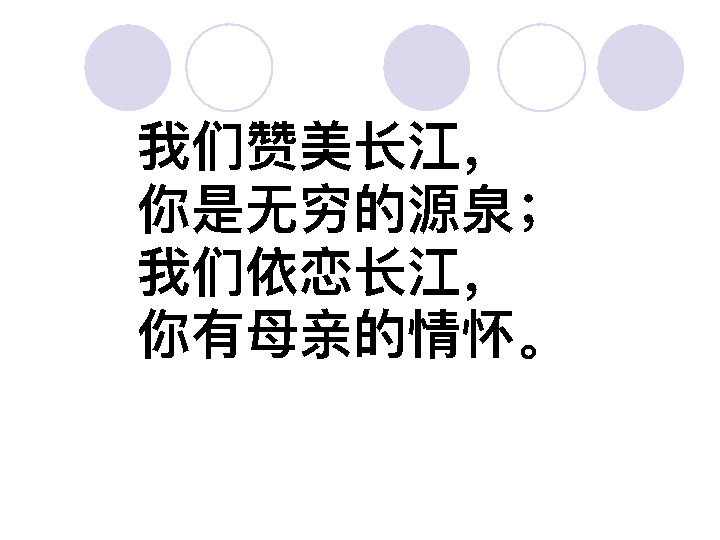 我们赞美长江，
你是无穷的源泉；
我们依恋长江，
你有母亲的情怀。